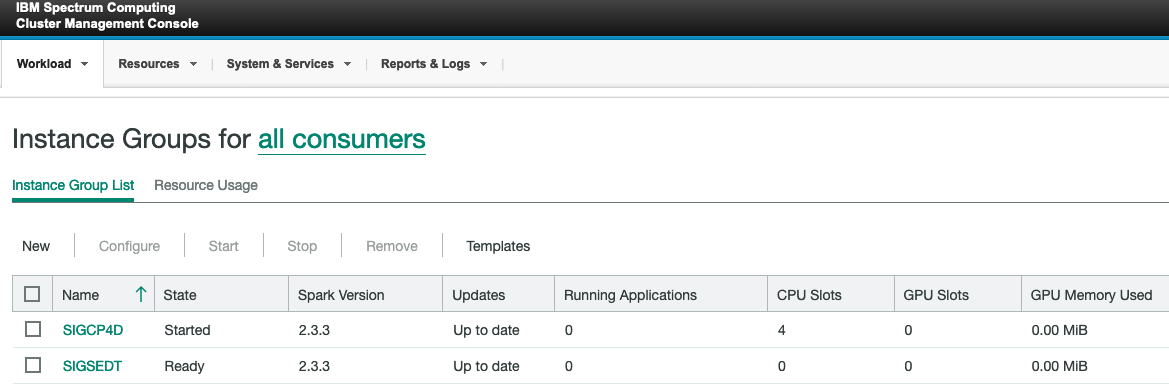 IBM Spectrum Computing
Cluster Management Console
Workload Resources System & Services Reports & Logs
Instance Groups for all consumers
Instance Group List Resource Usage
New Configure Start Stop Remove Templates
Name State Spark Version Updates Running Applications CPU Slots GPU Slots GPU Memory Used
SIGCP4D Started 2.3.3 Up to date 0 4 0 0.00 MiB
SIGSEDT Ready 2.3.3 Up to date 0 0 0 0.00 MiB